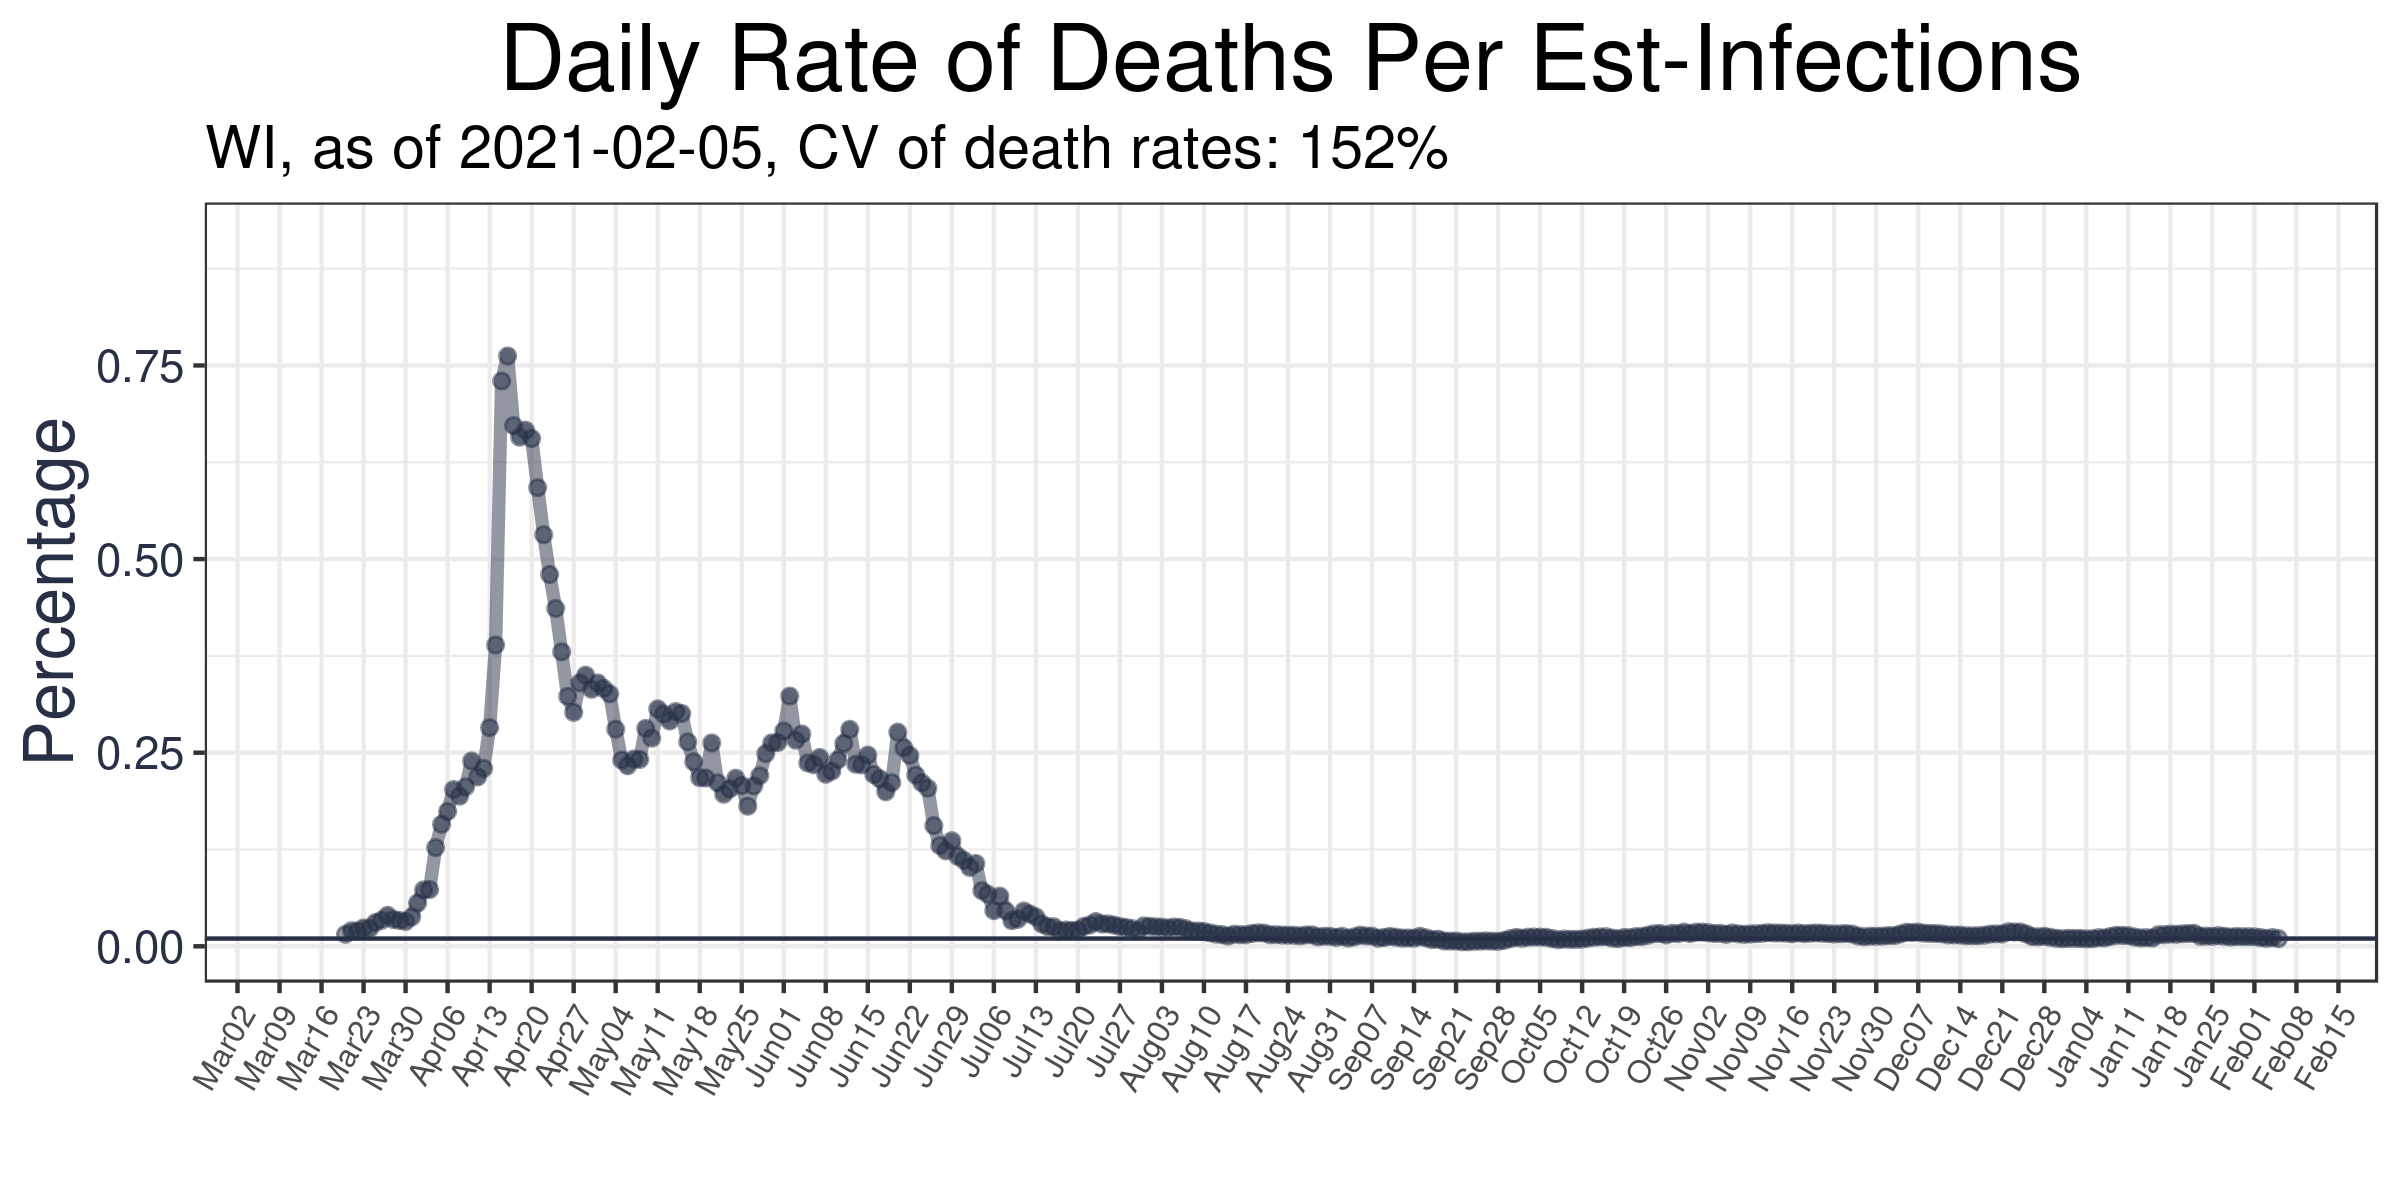 Daily Rate of Deaths Per Est-Infections
WI, as of 2021-02-05, CV of death rates: 152%
Percentage
0.75
0.50
0.25
0.00
Mar02
Mar09
Mar16
Mar23
Mar30
Apr06
Apr13
Apr20
Apr27
May04
May11
May18
May25
Jun01
Jun08
Jun15
Jun22
Jun29
Jul06
Jul13
Jul20
Jul27
Aug03
Aug10
Aug17
Aug24
Aug31
Sep07
Sep14
Sep21
Sep28
Oct05
Oct12
Oct19
Oct26
Nov02
Nov09
Nov16
Nov23
Nov30
Dec07
Dec14
Dec21
Dec28
Jan04
Jan11
Jan18
Jan25
Feb01
Feb08
Feb15